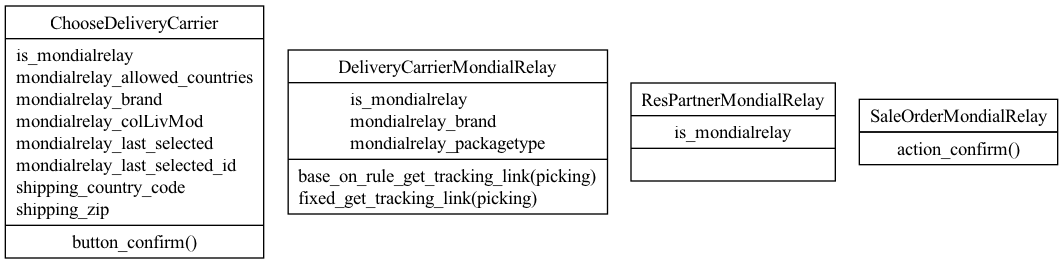 ChooseDeliveryCarrier
is_mondialrelay
mondialrelay_allowed_countries
mondialrelay_brand
mondialrelay_colLivMod
mondialrelay_last_selected
mondialrelay_last_selected_id
shipping_country_code
shipping_zip
button_confirm()
DeliveryCarrierMondialRelay
is_mondialrelay
mondialrelay_brand
mondialrelay_packagetype
base_on_rule_get_tracking_link(picking)
fixed_get_tracking_link(picking)
ResPartnerMondialRelay
is_mondialrelay
SaleOrderMondialRelay
action_confirm()